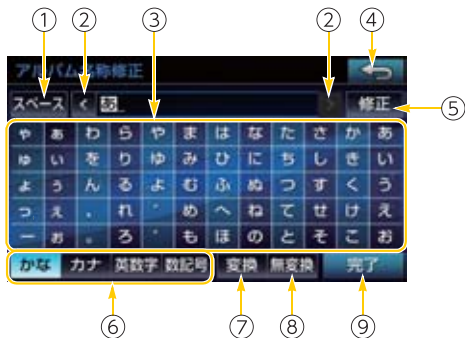 ① ② ③ ② ④
アルバム名称修正
スペース < あ_ > 修正 ⑤
ゃ ぁ わ ら や ま は な た さ か あ
ゅ ぃ を り ゆ み ひ に ち し き い
ょ ぅ ん る よ む ふ ぬ つ す く う
っ ぇ 、 れ ゛ め へ ね て せ け え
ー ぉ 。 ろ ゜ も ほ の と そ こ お
かな カナ 英数字 数記号 変換 無変換 完了
⑥ ⑦ ⑧ ⑨